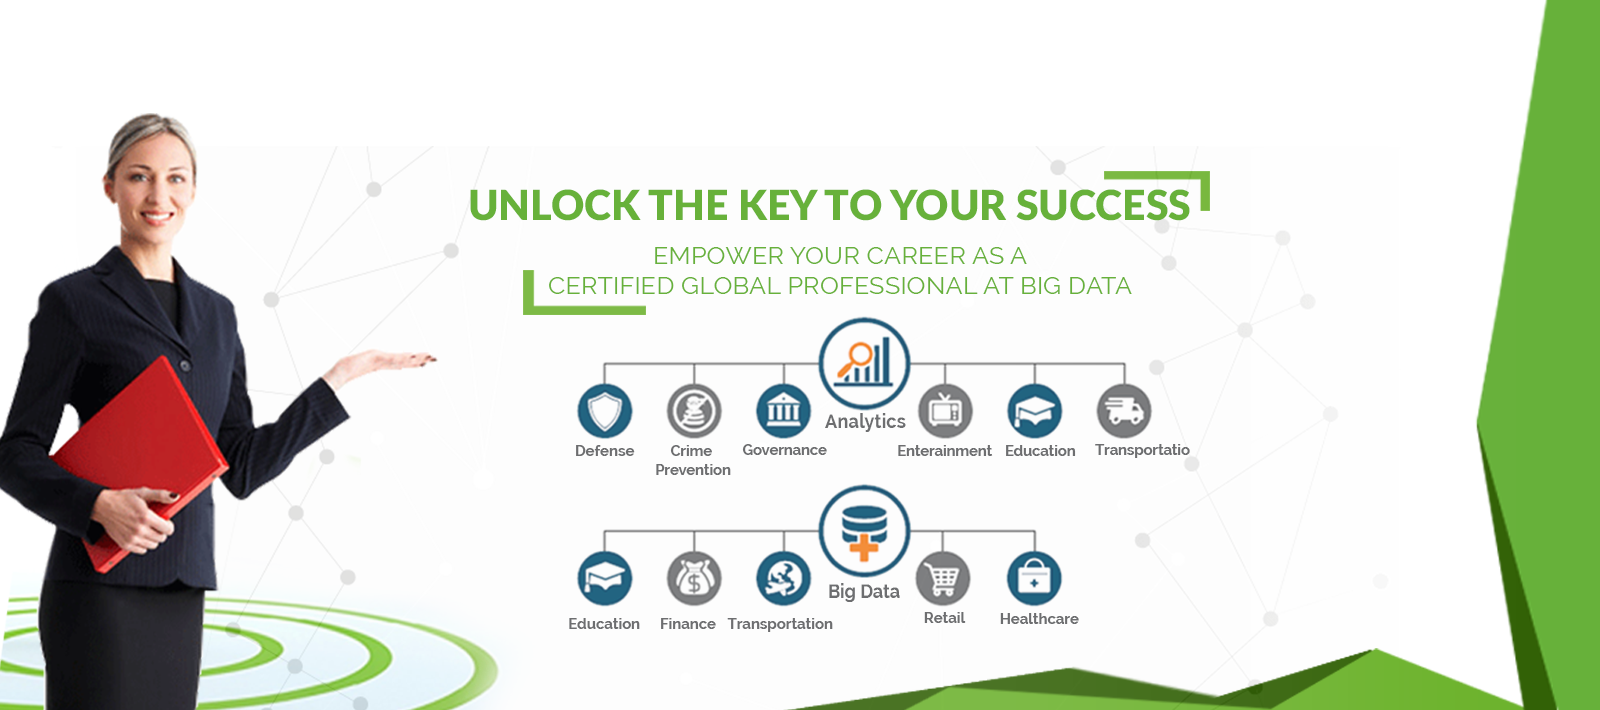 UNLOCK THE KEY TO YOUR SUCCESS
EMPOWER YOUR CAREER AS A
CERTIFIED GLOBAL PROFESSIONAL AT BIG DATA
Analytics
Defense
Crime
Prevention
Governance
Enterainment
Education
Transportatio
Big Data
Education
Finance
Transportation
Retail
Healthcare